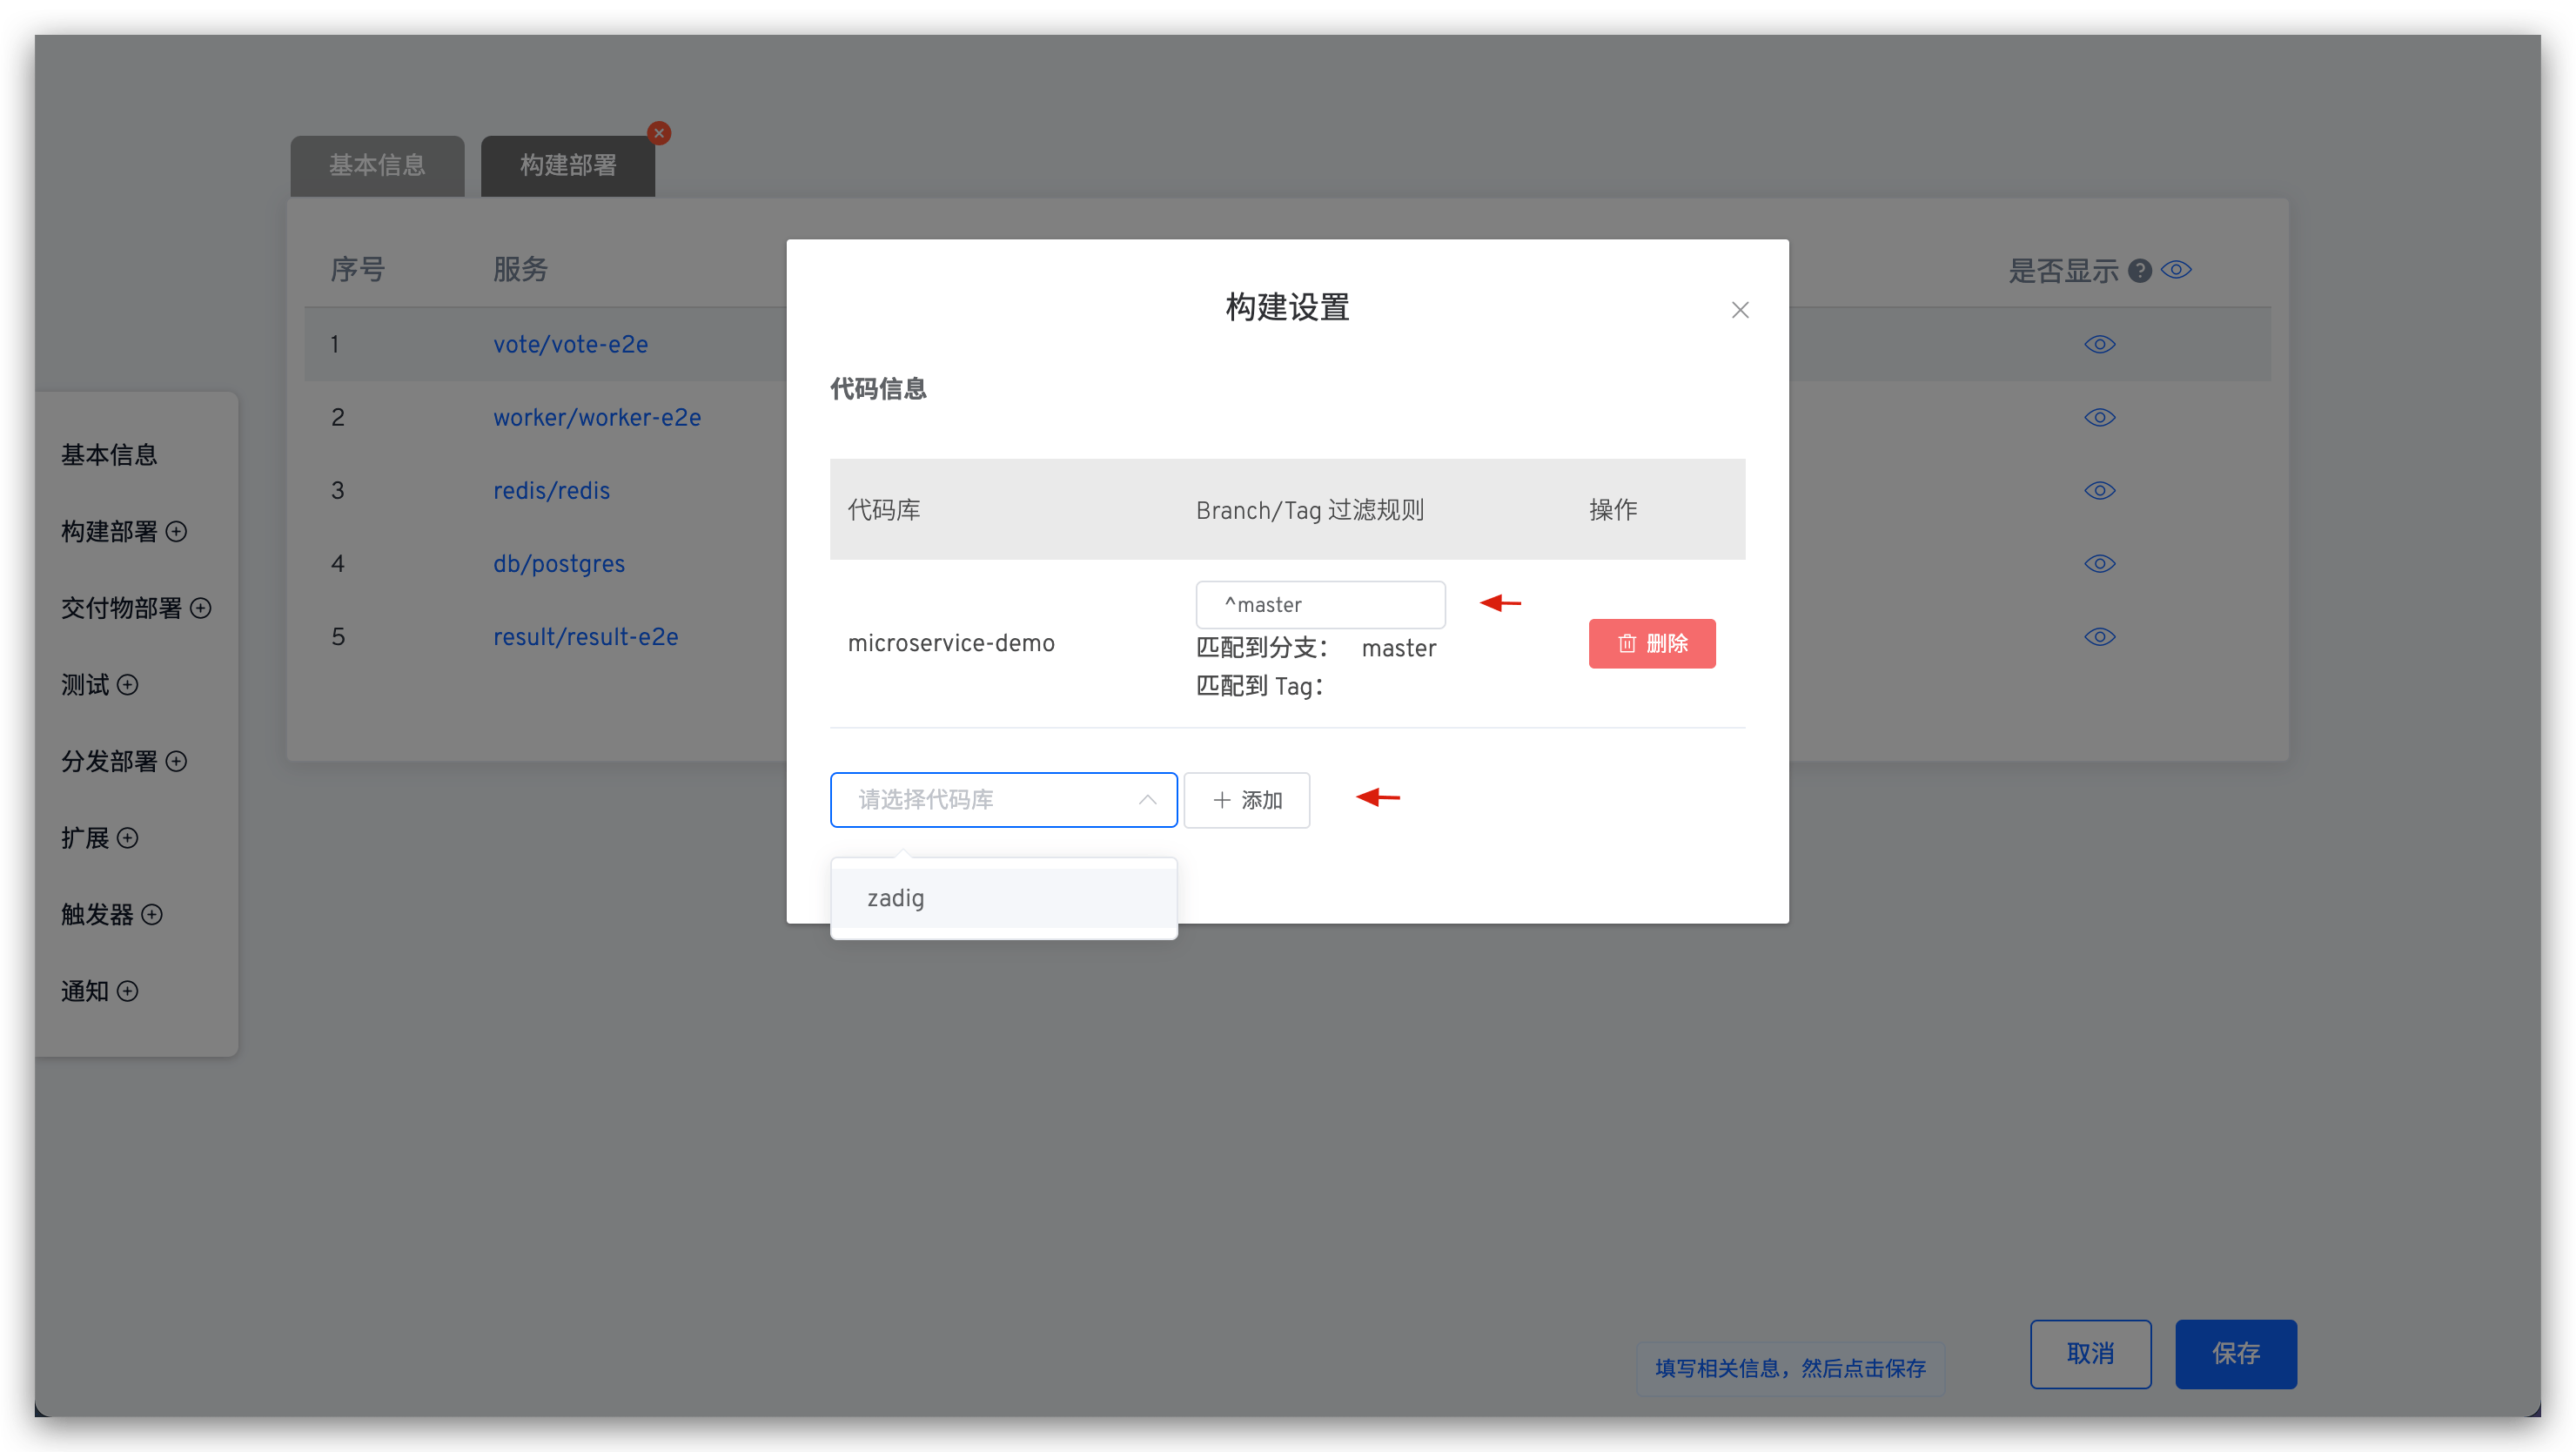 基本信息
构建部署
序号
服务
是否显示
1
vote/vote-e2e
2
worker/worker-e2e
3
redis/redis
4
db/postgres
5
result/result-e2e
基本信息
构建部署
交付物部署
测试
分发部署
扩展
触发器
通知
构建设置
代码信息
代码库
Branch/Tag 过滤规则
操作
microservice-demo
^master
匹配到分支： master
匹配到 Tag：
删除
请选择代码库
添加
zadig
填写相关信息，然后点击保存
取消
保存